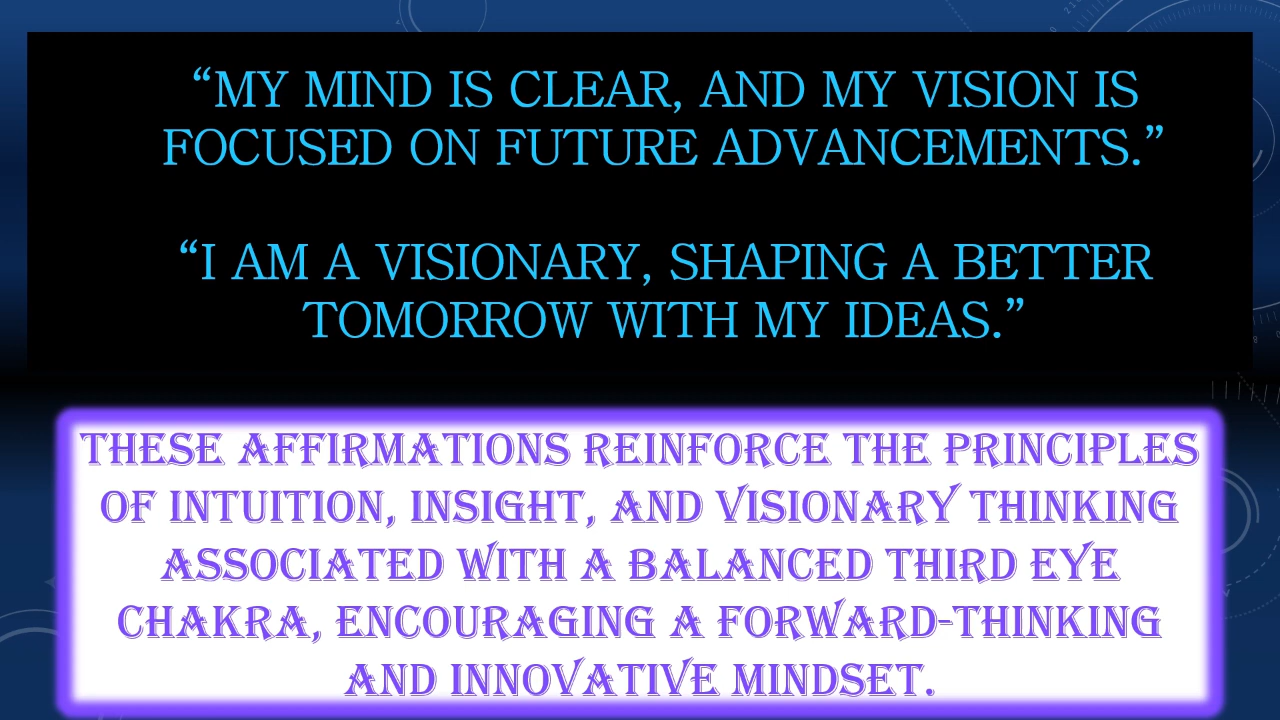 “MY MIND IS CLEAR, AND MY VISION IS
FOCUSED ON FUTURE ADVANCEMENTS.”
“I AM A VISIONARY, SHAPING A BETTER
TOMORROW WITH MY IDEAS.”
THESE AFFIRMATIONS REINFORCE THE PRINCIPLES
OF INTUITION, INSIGHT, AND VISIONARY THINKING
ASSOCIATED WITH A BALANCED THIRD EYE
CHAKRA, ENCOURAGING A FORWARD-THINKING
AND INNOVATIVE MINDSET.